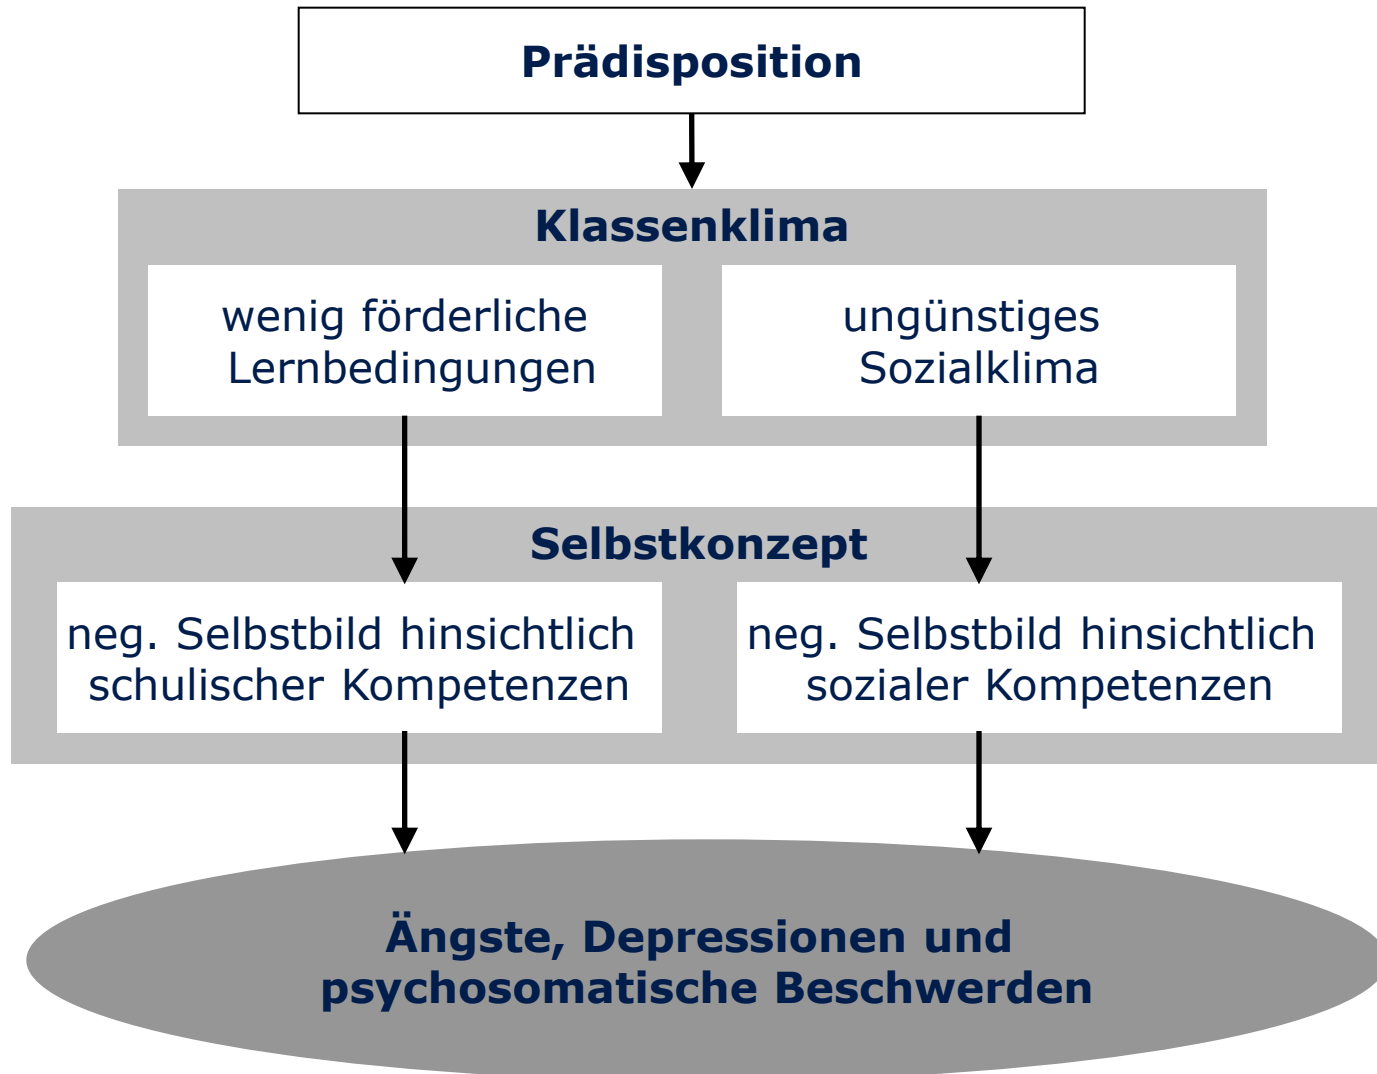 Prädisposition
Klassenklima
wenig förderliche
Lernbedingungen
ungünstiges
Sozialklima
Selbstkonzept
neg. Selbstbild hinsichtlich
schulischer Kompetenzen
neg. Selbstbild hinsichtlich
sozialer Kompetenzen
Ängste, Depressionen und
psychosomatische Beschwerden